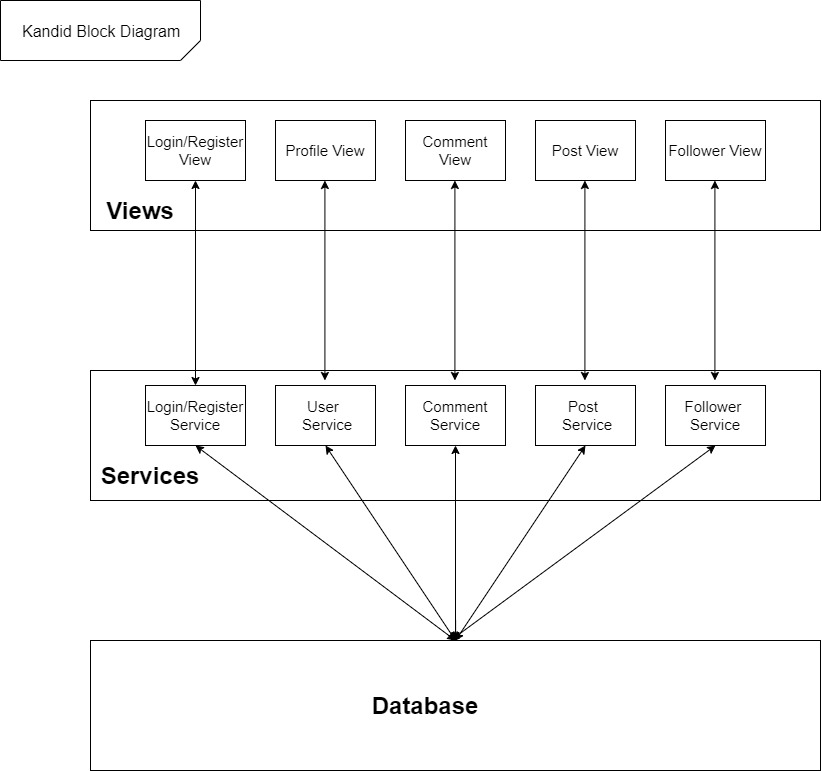 Kandid Block Diagram
Login/Register
View
Profile View
Comment
View
Post View
Follower View
Views
Login/Register
Service
User
Service
Comment
Service
Post
Service
Follower
Service
Services
Database